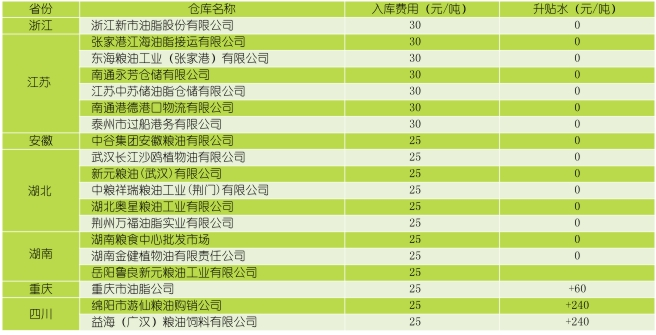 省份 仓库名称 入库费用（元/吨） 升贴水（元/吨）
浙江 浙江新市油脂股份有限公司 30 0
江苏 张家港江海油脂接运有限公司 30 0
东海粮油工业（张家港）有限公司 30 0
南通永芳仓储有限公司 30 0
江苏中苏储油脂仓储有限公司 30 0
南通港德港口物流有限公司 30 0
泰州市过船港务有限公司 30 0
安徽 中谷集团安徽粮油有限公司 25 0
湖北 武汉长江沙鸥植物油有限公司 25 0
新元粮油(武汉)有限公司 25 0
中粮祥瑞粮油工业(荆门)有限公司 25 0
湖北奥星粮油工业有限公司 25 0
荆州万福油脂实业有限公司 25 0
湖南 湖南粮食中心批发市场 25 0
湖南金健植物油有限责任公司 25 0
岳阳鲁良新元粮油工业有限公司 25
重庆 重庆市油脂公司 25 +60
四川 绵阳市游仙粮油购销公司 25 +240
益海（广汉）粮油饲料有限公司 25 +240